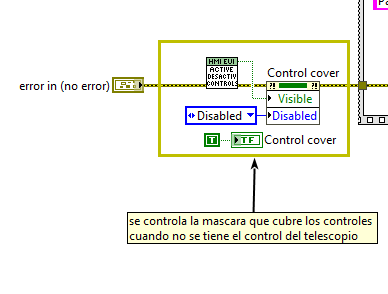 Pa
HMI EUI
ACTIVE
DESACTIV
CONTROLS
Control cover
error in (no error)
?! ?!
Visible
Disabled
Disabled
T
TF
Control cover
se controla la mascara que cubre los controles
cuando no se tiene el control del telescopio